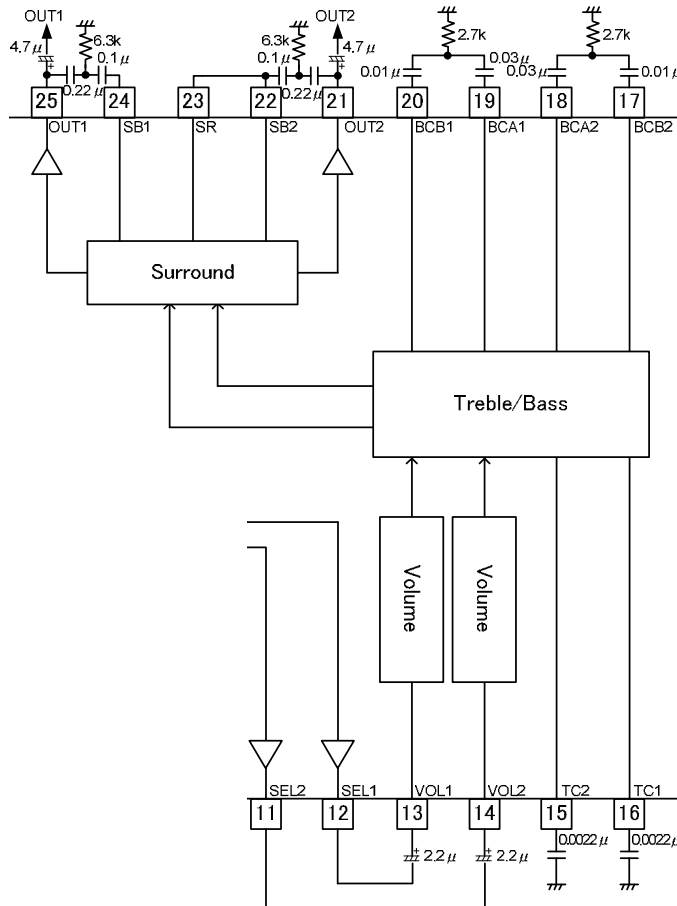 OUT1
OUT2
4.7μ
6.3k
0.1μ
6.3k
0.1μ
4.7μ
2.7k
2.7k
0.03μ
0.01μ
0.03μ
0.01μ
0.22μ
0.22μ
25 24 23 22 21 20 19 18 17
OUT1 SB1 SR SB2 OUT2 BCB1 BCA1 BCA2 BCB2
Surround
Treble/Bass
Volume
Volume
SEL2 SEL1 VOL1 VOL2 TC2 TC1
11 12 13 14 15 16
+
2.2μ
+
2.2μ
0.0022μ
0.0022μ